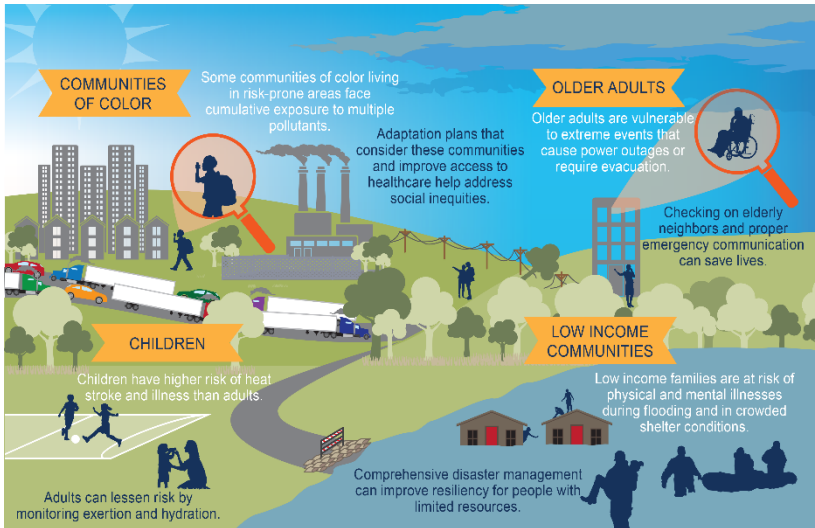 COMMUNITIES
OF COLOR
Some communities of color living
in risk-prone areas face
cumulative exposure to multiple
pollutants.
Adaptation plans that
consider these communities
and improve access to
healthcare help address
social inequities.
OLDER ADULTS
Older adults are vulnerable
to extreme events that
cause power outages or
require evacuation.
Checking on elderly
neighbors and proper
emergency communication
can save lives.
CHILDREN
Children have higher risk of heat
stroke and illness than adults.
Adults can lessen risk by
monitoring exertion and hydration.
LOW INCOME
COMMUNITIES
Low income families are at risk of
physical and mental illnesses
during flooding and in crowded
shelter conditions.
Comprehensive disaster management
can improve resiliency for people with
limited resources.